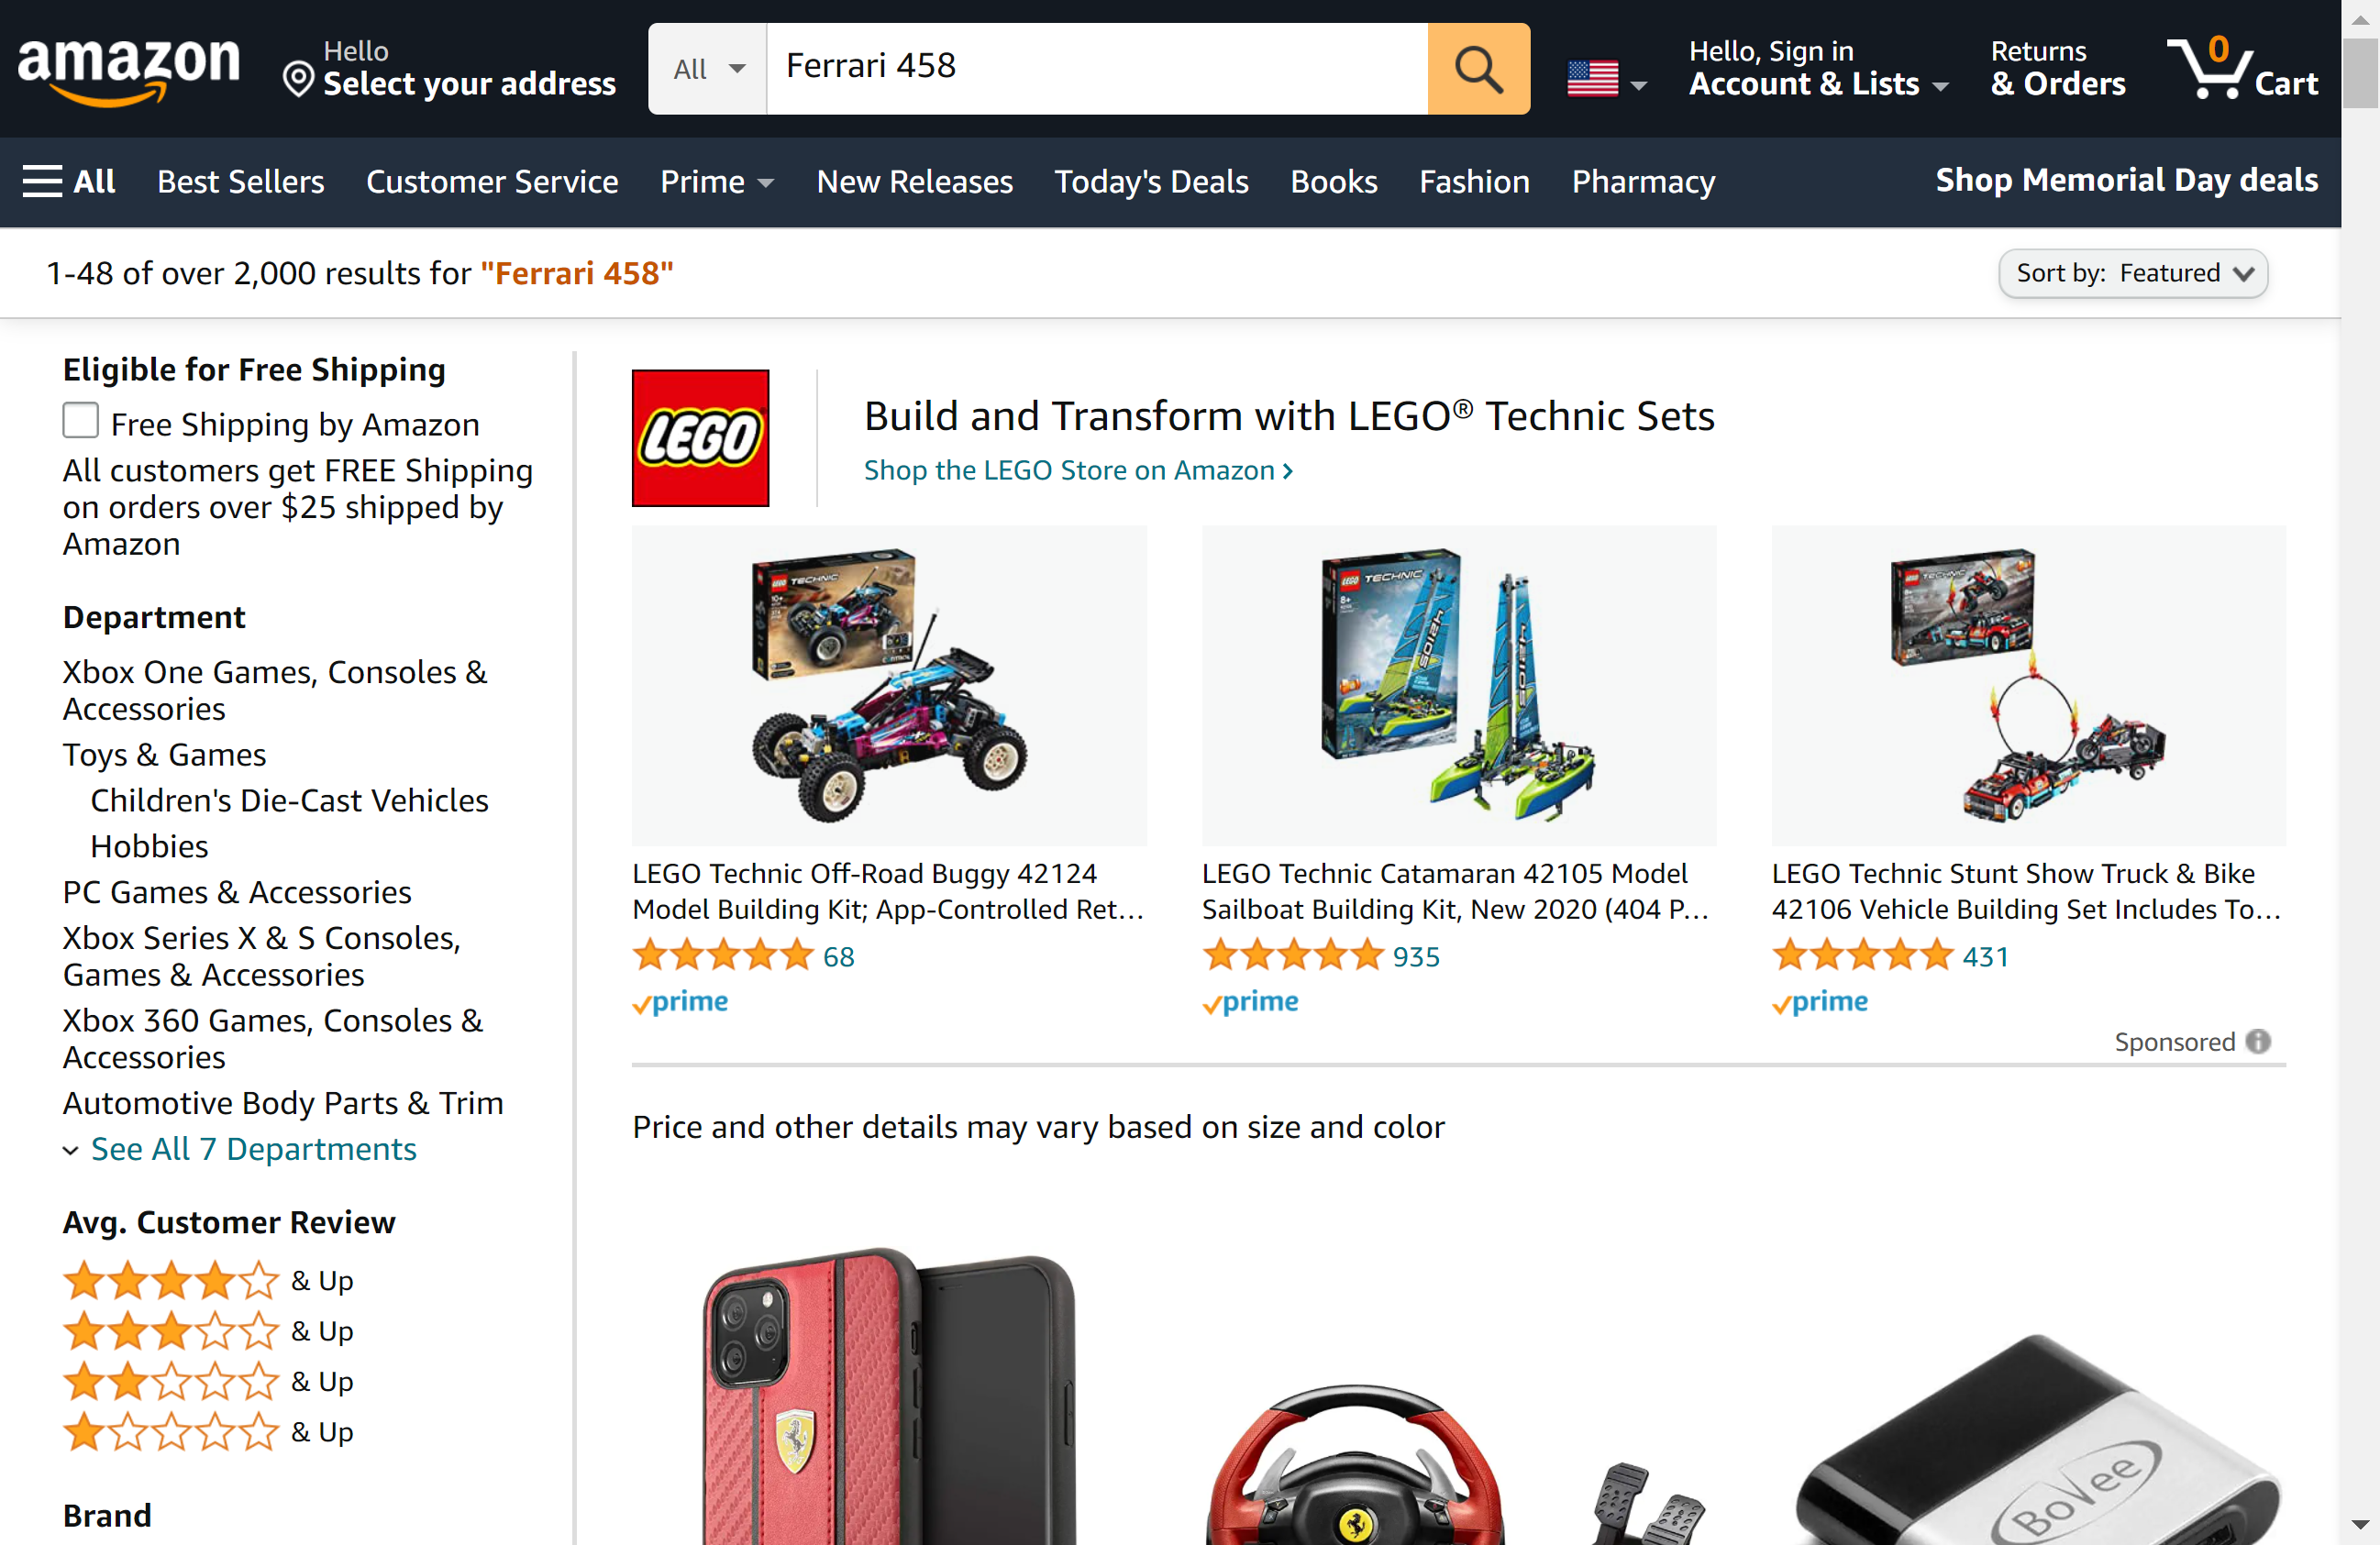 amazon
Hello
Select your address
All
Ferrari 458
Hello, Sign in
Account & Lists
Returns
& Orders
0
Cart
All
Best Sellers
Customer Service
Prime
New Releases
Today's Deals
Books
Fashion
Pharmacy
Shop Memorial Day deals
1-48 of over 2,000 results for "Ferrari 458"
Sort by: Featured
Eligible for Free Shipping
Free Shipping by Amazon
All customers get FREE Shipping
on orders over $25 shipped by
Amazon
Department
Xbox One Games, Consoles &
Accessories
Toys & Games
Children's Die-Cast Vehicles
Hobbies
PC Games & Accessories
Xbox Series X & S Consoles,
Games & Accessories
Xbox 360 Games, Consoles &
Accessories
Automotive Body Parts & Trim
See All 7 Departments
Avg. Customer Review
& Up
& Up
& Up
& Up
Brand
LEGO
Build and Transform with LEGO® Technic Sets
Shop the LEGO Store on Amazon ›
LEGO TECHNIC
10+
LEGO Technic Off-Road Buggy 42124
Model Building Kit; App-Controlled Ret...
68
prime
LEGO TECHNIC
8+
LEGO Technic Catamaran 42105 Model
Sailboat Building Kit, New 2020 (404 P...
935
prime
LEGO TECHNIC
LEGO Technic Stunt Show Truck & Bike
42106 Vehicle Building Set Includes To...
431
prime
Sponsored
Price and other details may vary based on size and color
BoVee